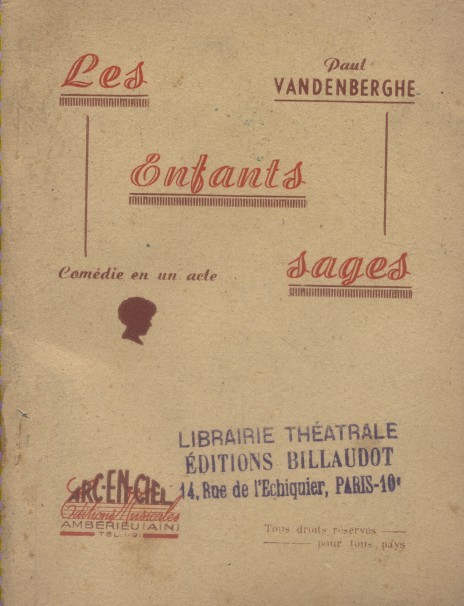 Les
Paul
VANDENBERGHE
Enfants
sages
Comédie en un acte
LIBRAIRIE THÉATRALE
ÉDITIONS BILLAUDOT
14, Rue de l'Echiquier, PARIS-10e
ARC-EN-CIEL
Editions Musicales
AMBÉRIEU (AIN)
Tous droits réservés
pour tous pays